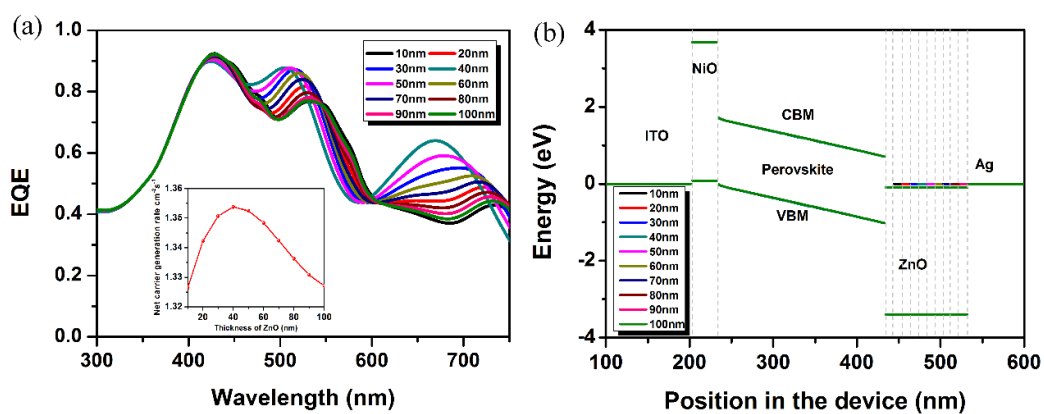 (a)
EQE
1.0
0.8
0.6
0.4
0.2
0.0
300
400
500
600
700
Wavelength (nm)
10nm 20nm
30nm 40nm
50nm 60nm
70nm 80nm
90nm 100nm
Net carrier generation rate cm⁻³s⁻¹
1.36
1.355
1.35
1.34
1.33
1.32
20
40
60
80
100
Thickness of ZnO (nm)
(b)
Energy (eV)
4
2
0
-2
-4
100
200
300
400
500
600
Position in the device (nm)
NiO
ITO
CBM
Perovskite
VBM
ZnO
Ag
10nm
20nm
30nm
40nm
50nm
60nm
70nm
80nm
90nm
100nm